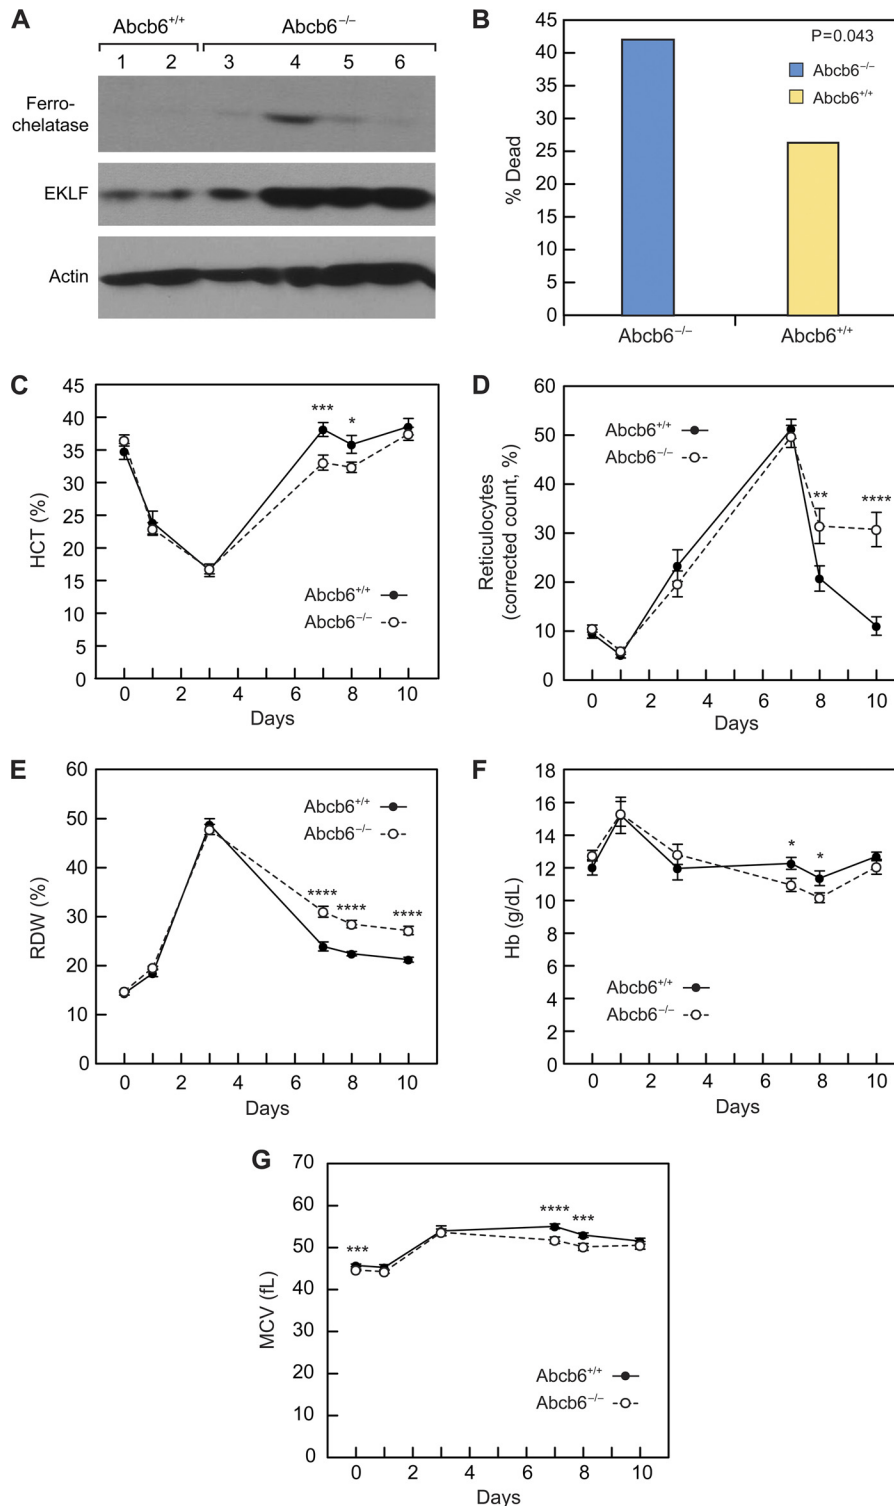 A
Abcb6+/+ Abcb6−/−
1 2 3 4 5 6
Ferro-
chelatase
EKLF
Actin
B
45
40
35
30
25
20
15
10
5
0
% Dead
P=0.043
Abcb6−/−
Abcb6+/+
Abcb6−/− Abcb6+/+
C
45
40
35
30
25
20
15
10
5
0
HCT (%)
*** *
Abcb6+/+
Abcb6−/−
0 2 4 6 8 10
Days
D
60
50
40
30
20
10
0
Reticulocytes
(corrected count, %)
Abcb6+/+
Abcb6−/−
** ****
0 2 4 6 8 10
Days
E
60
50
40
30
20
10
0
RDW (%)
Abcb6+/+
Abcb6−/−
**** **** ****
0 2 4 6 8 10
Days
F
18
16
14
12
10
8
6
4
2
0
Hb (g/dL)
* *
Abcb6+/+
Abcb6−/−
0 2 4 6 8 10
Days
G
70
60
50
40
30
20
10
0
MCV (fL)
*** **** ***
Abcb6+/+
Abcb6−/−
0 2 4 6 8 10
Days